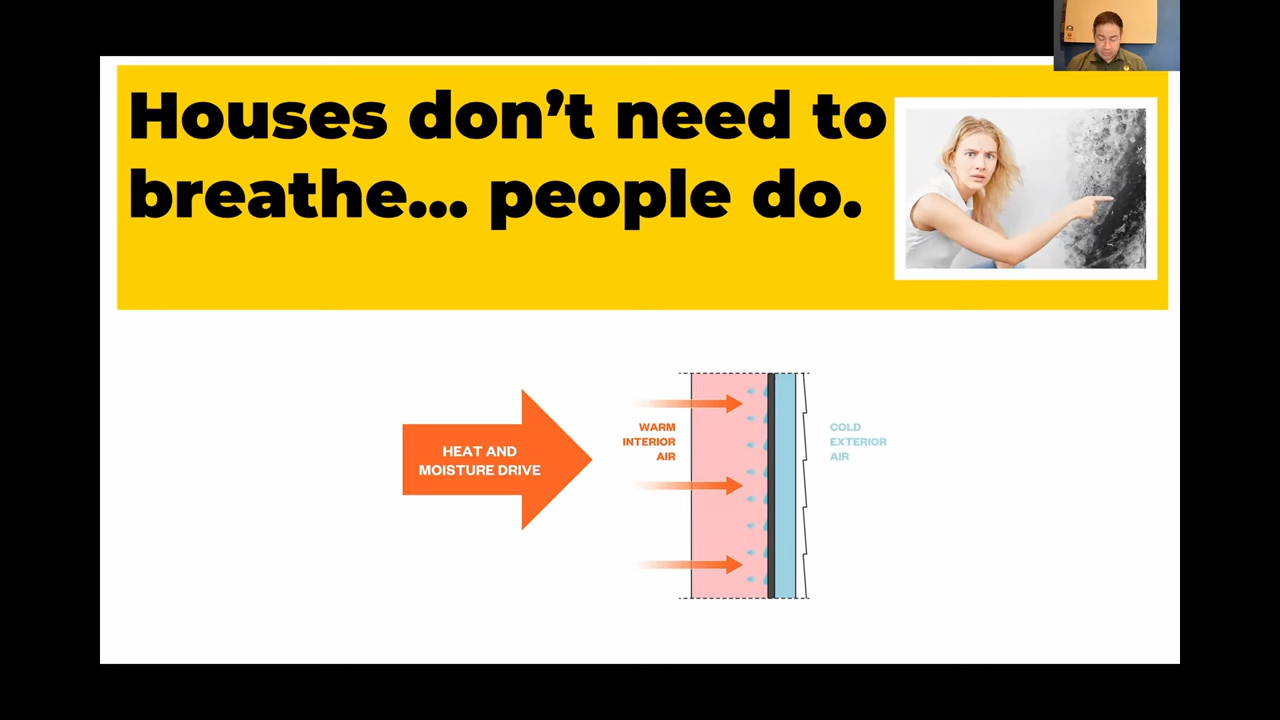 Houses don’t need to
breathe... people do.
HEAT AND
MOISTURE DRIVE
WARM
INTERIOR
AIR
COLD
EXTERIOR
AIR